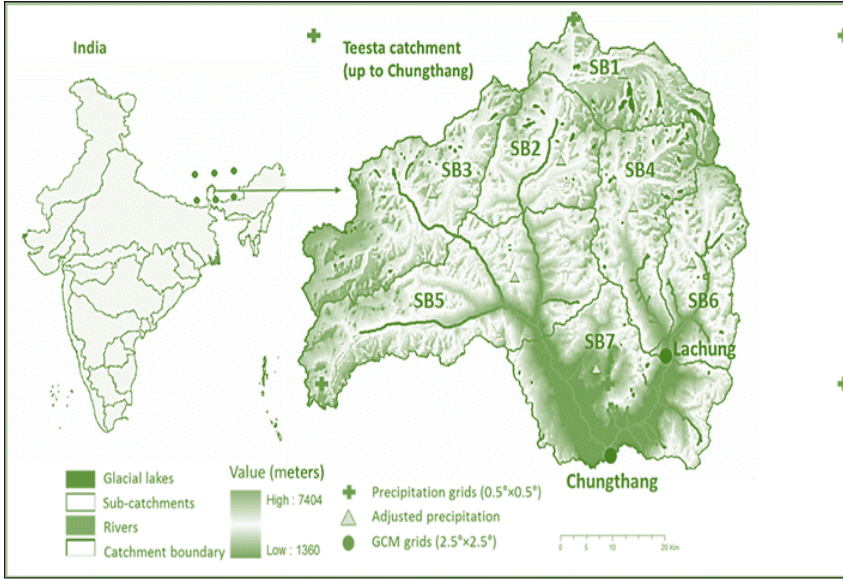 India
Teesta catchment
(up to Chungthang)
SB1
SB2
SB3
SB4
SB5
SB6
SB7
Lachung
Chungthang
Glacial lakes
Sub-catchments
Rivers
Catchment boundary
Value (meters)
High : 7404
Low : 1360
Precipitation grids (0.5°×0.5°)
Adjusted precipitation
GCM grids (2.5°×2.5°)
0 5 10 20 Km